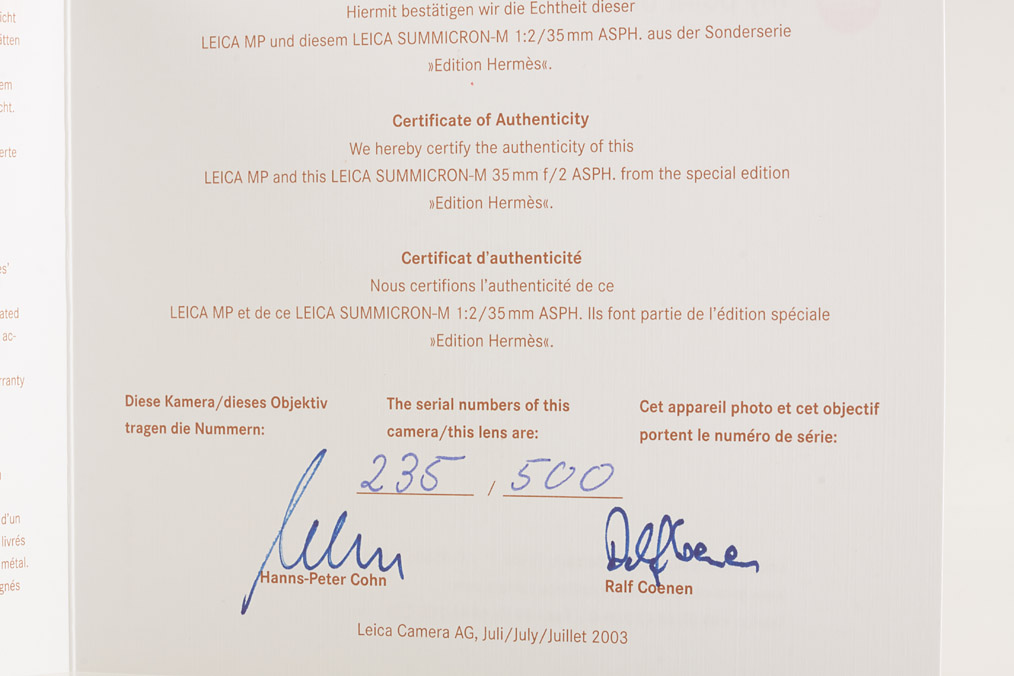 Hiermit bestätigen wir die Echtheit dieser
LEICA MP und diesem LEICA SUMMICRON-M 1:2/35 mm ASPH. aus der Sonderserie
»Edition Hermès«.
Certificate of Authenticity
We hereby certify the authenticity of this
LEICA MP and this LEICA SUMMICRON-M 35 mm f/2 ASPH. from the special edition
»Edition Hermès«.
Certificat d'authenticité
Nous certifions l'authenticité de ce
LEICA MP et de ce LEICA SUMMICRON-M 1:2/35 mm ASPH. Ils font partie de l'édition spéciale
»Edition Hermès«.
Diese Kamera/dieses Objektiv
tragen die Nummern:
The serial numbers of this
camera/this lens are:
Cet appareil photo et cet objectif
portent le numéro de série:
235 / 500
Hanns-Peter Cohn
Ralf Coenen
Leica Camera AG, Juli/July/Juillet 2003
d'un
livrés
métal.